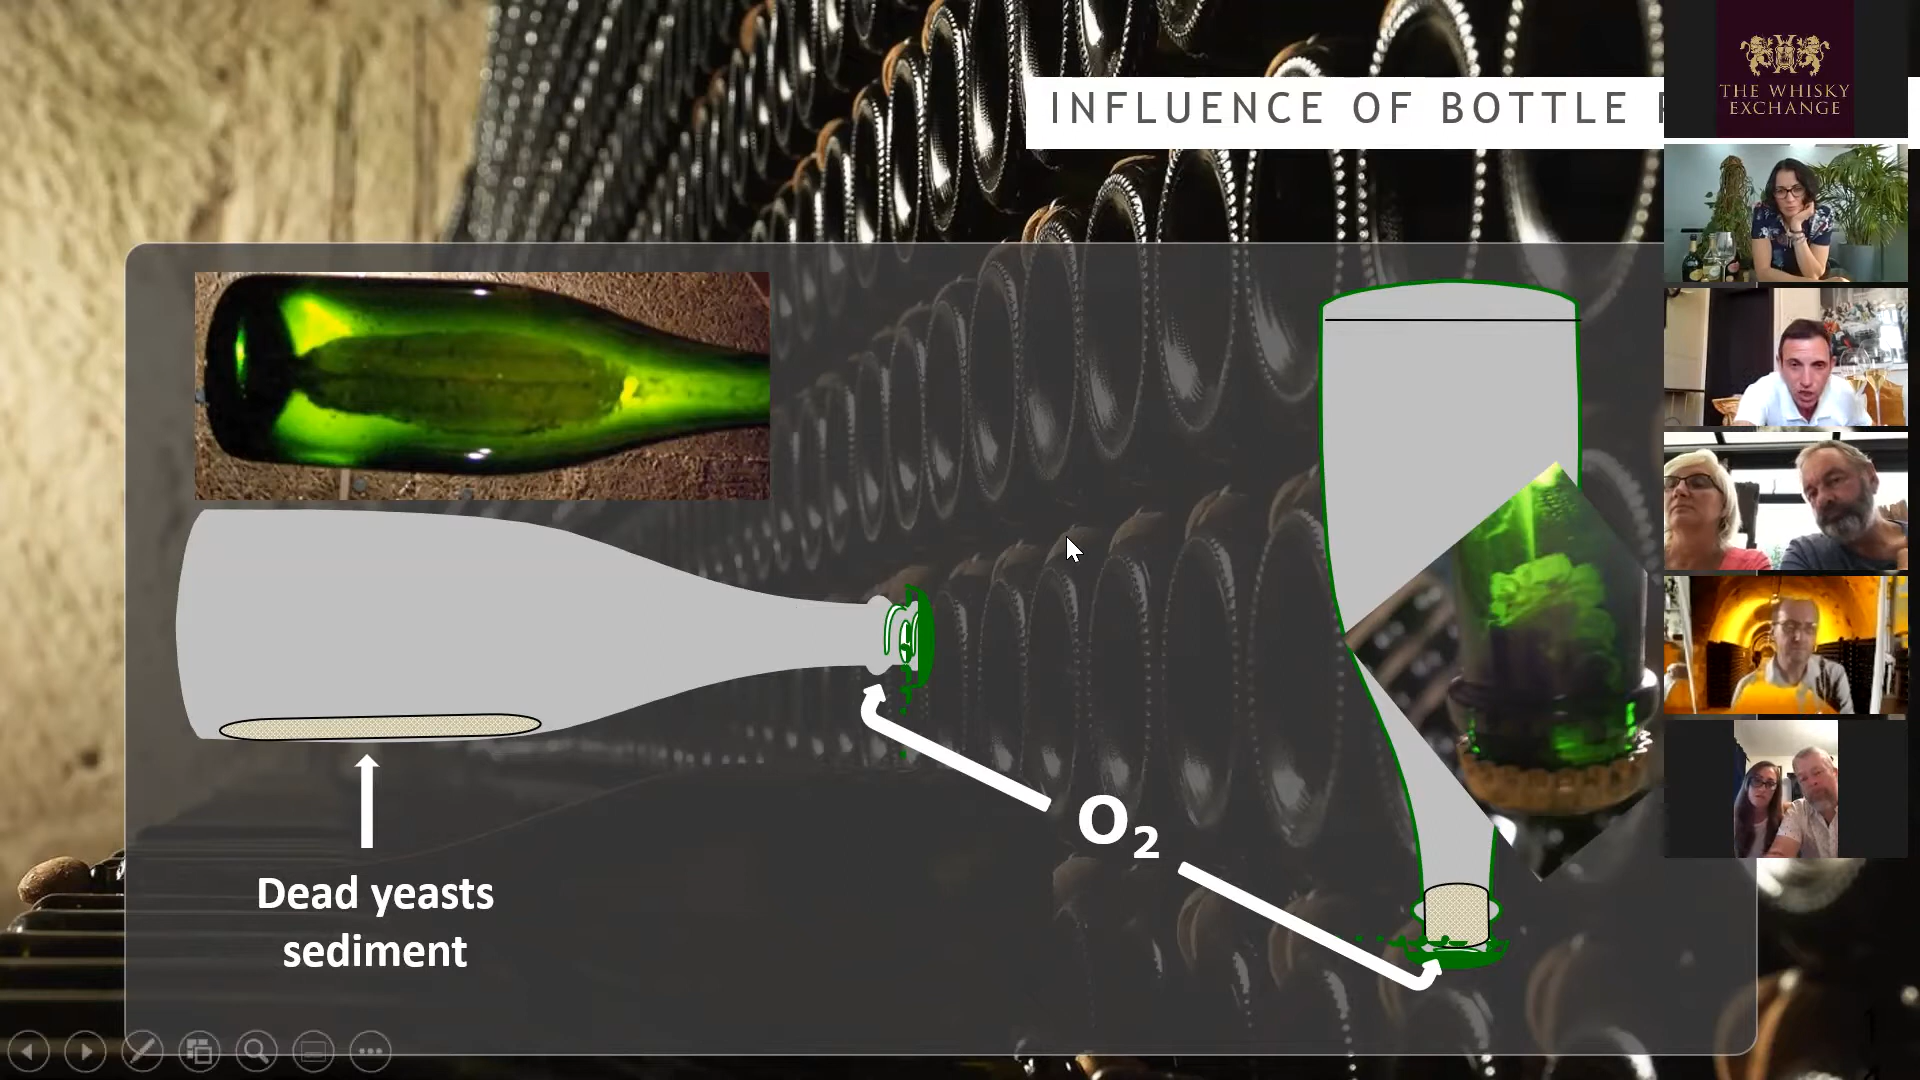 INFLUENCE OF BOTTLE
THE WHISKY
EXCHANGE
O₂
Dead yeasts
sediment